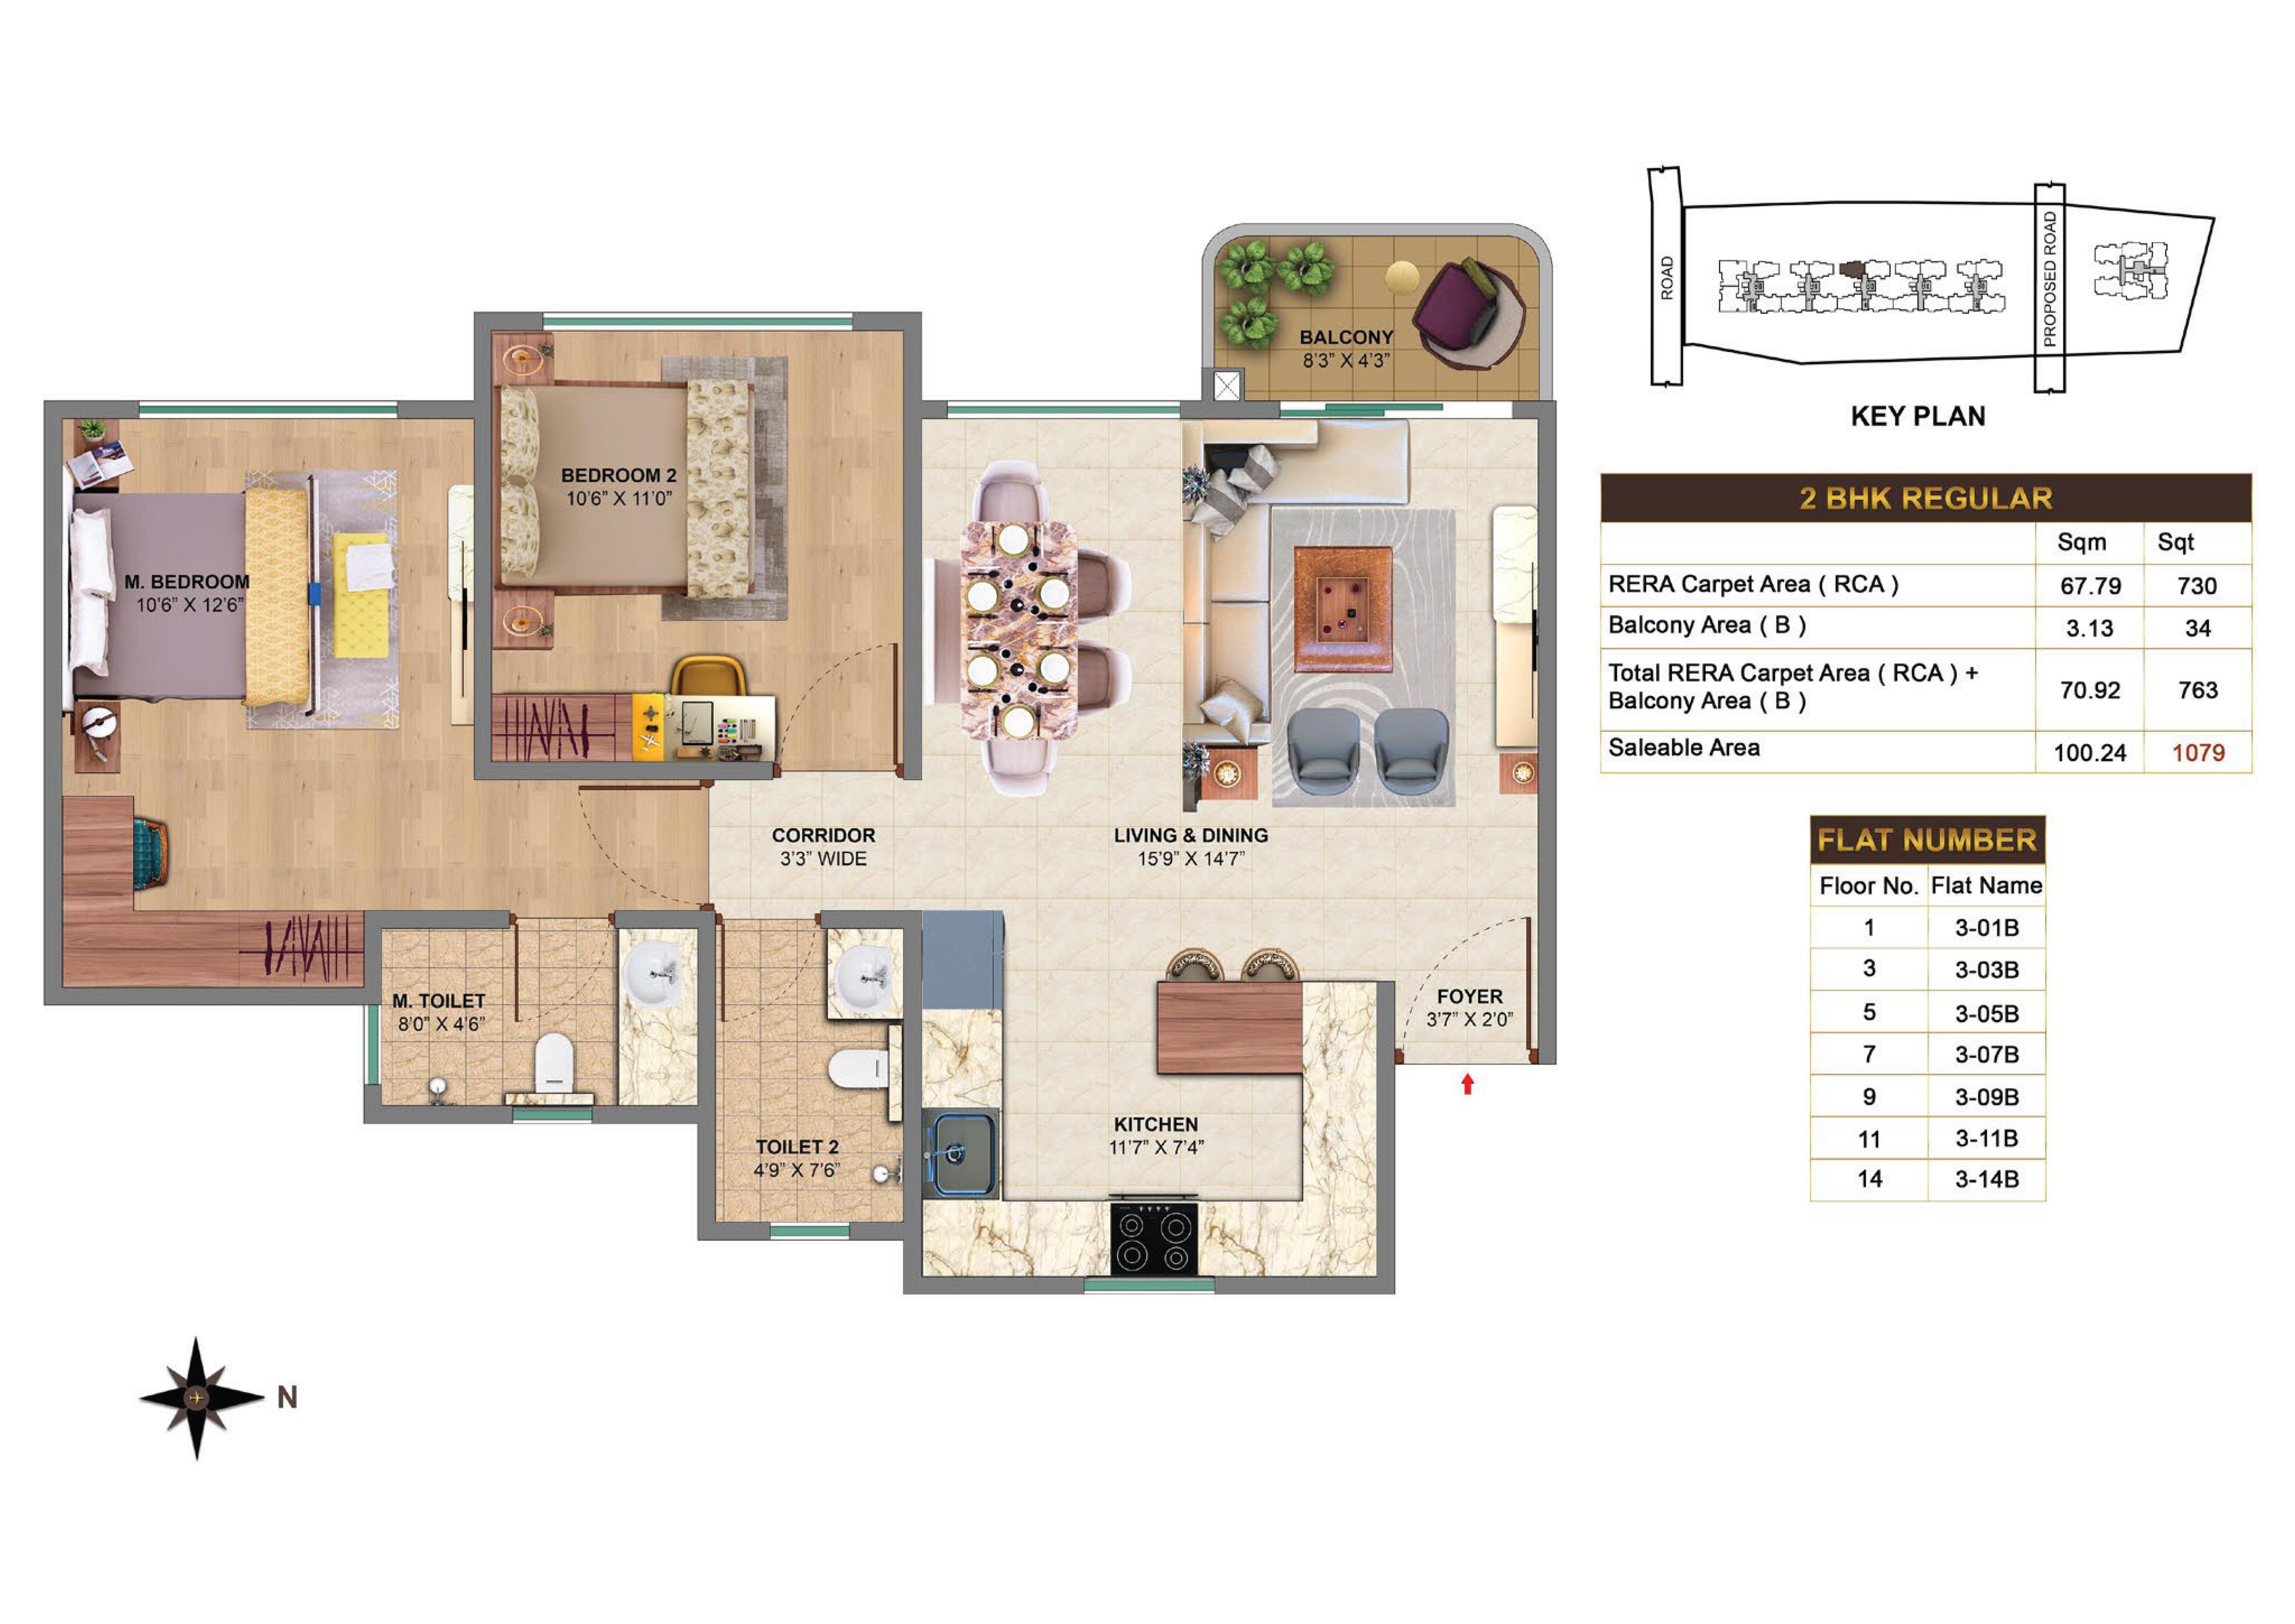 BALCONY
8'3" X 4'3"
BEDROOM 2
10'6" X 11'0"
M. BEDROOM
10'6" X 12'6"
CORRIDOR
3'3" WIDE
LIVING & DINING
15'9" X 14'7"
M. TOILET
8'0" X 4'6"
FOYER
3'7" X 2'0"
TOILET 2
4'9" X 7'6"
KITCHEN
11'7" X 7'4"
N
ROAD
PROPOSED ROAD
KEY PLAN
2 BHK REGULAR
Sqm Sqt
RERA Carpet Area ( RCA ) 67.79 730
Balcony Area ( B ) 3.13 34
Total RERA Carpet Area ( RCA ) +
Balcony Area ( B ) 70.92 763
Saleable Area 100.24 1079
FLAT NUMBER
Floor No. Flat Name
1 3-01B
3 3-03B
5 3-05B
7 3-07B
9 3-09B
11 3-11B
14 3-14B